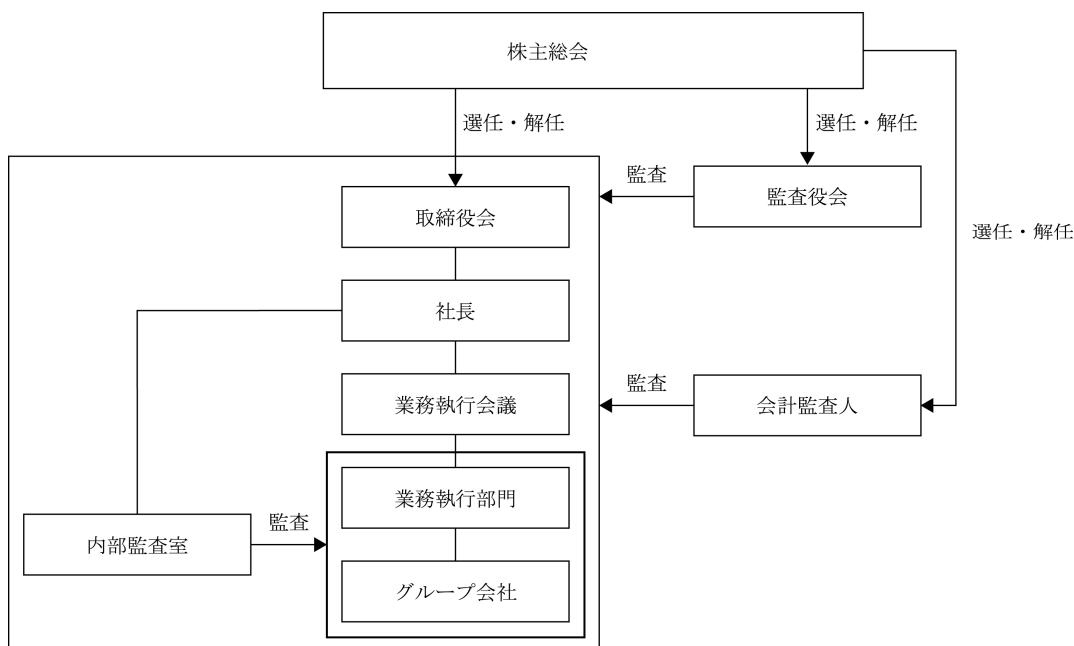 株主総会
選任・解任
選任・解任
監査
監査役会
取締役会
選任・解任
社長
監査
業務執行会議
会計監査人
業務執行部門
監査
内部監査室
グループ会社